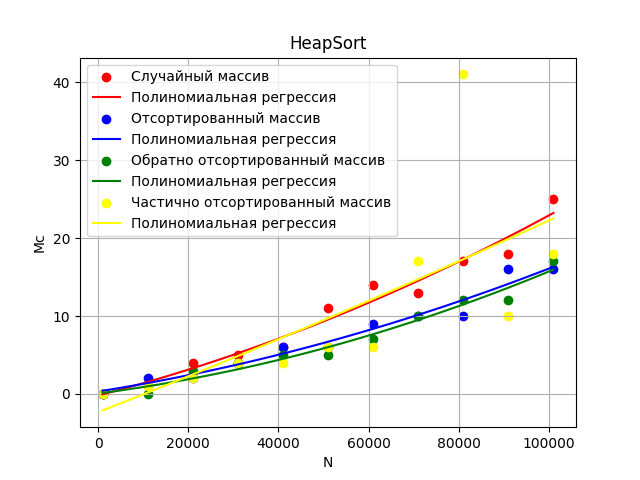 HeapSort
Случайный массив
Полиномиальная регрессия
Отсортированный массив
Полиномиальная регрессия
Обратно отсортированный массив
Полиномиальная регрессия
Частично отсортированный массив
Полиномиальная регрессия
40
30
20
10
0
Мс
0 20000 40000 60000 80000 100000
N